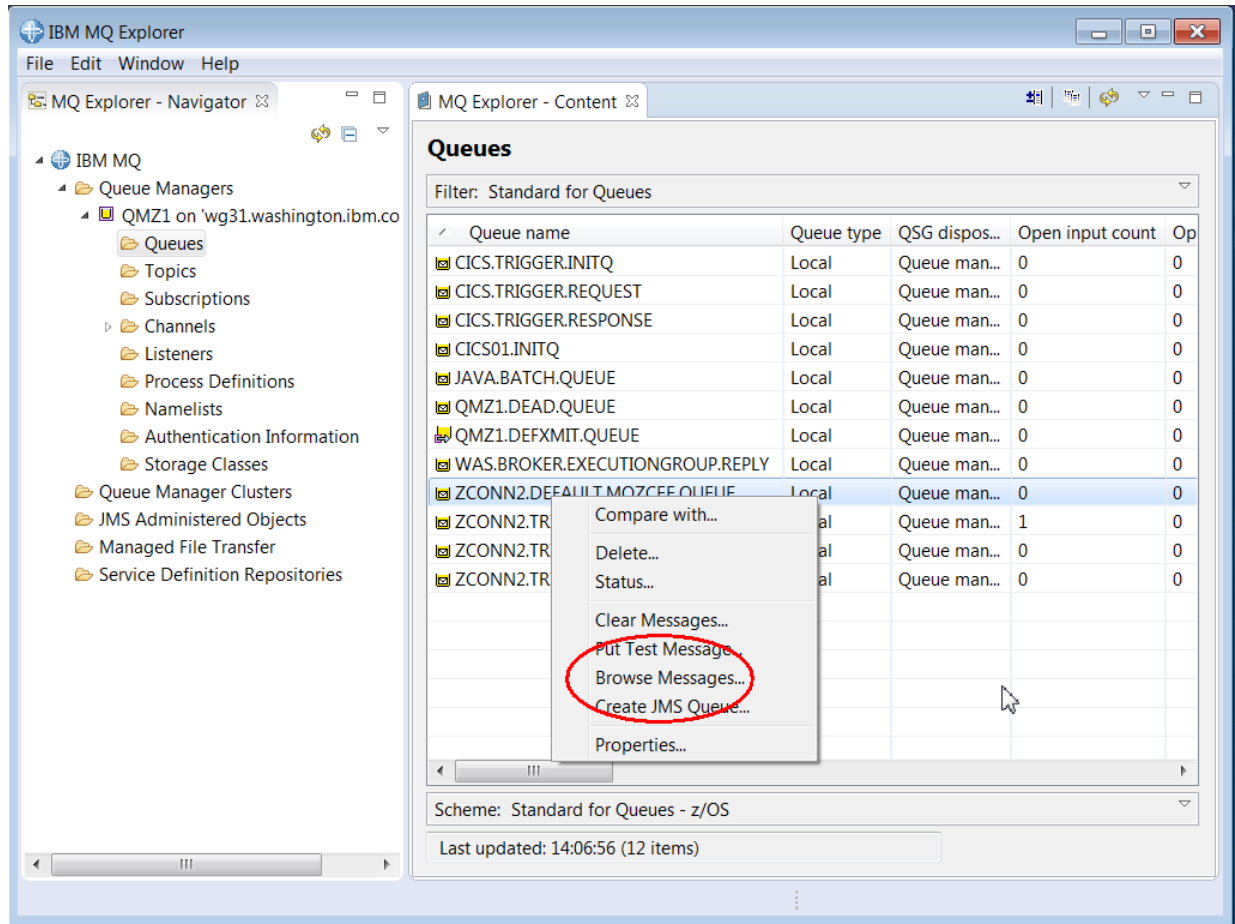 IBM MQ Explorer
File Edit Window Help
MQ Explorer - Navigator
IBM MQ
Queue Managers
QMZ1 on 'wg31.washington.ibm.co
Queues
Topics
Subscriptions
Channels
Listeners
Process Definitions
Namelists
Authentication Information
Storage Classes
Queue Manager Clusters
JMS Administered Objects
Managed File Transfer
Service Definition Repositories
MQ Explorer - Content
Queues
Filter: Standard for Queues
Queue name Queue type QSG dispos... Open input count Op
CICS.TRIGGER.INITQ Local Queue man... 0 0
CICS.TRIGGER.REQUEST Local Queue man... 0 0
CICS.TRIGGER.RESPONSE Local Queue man... 0 0
CICS01.INITQ Local Queue man... 0 0
JAVA.BATCH.QUEUE Local Queue man... 0 0
QMZ1.DEAD.QUEUE Local Queue man... 0 0
QMZ1.DEFXMIT.QUEUE Local Queue man... 0 0
WAS.BROKER.EXECUTIONGROUP.REPLY Local Queue man... 0 0
ZCONN2.DEFAULT.MQZCEE.QUEUE Local Queue man... 0 0
ZCONN2.TR al Queue man... 1 0
ZCONN2.TR al Queue man... 0 0
ZCONN2.TR al Queue man... 0 0
Compare with...
Delete...
Status...
Clear Messages...
Put Test Message...
Browse Messages...
Create JMS Queue...
Properties...
Scheme: Standard for Queues - z/OS
Last updated: 14:06:56 (12 items)